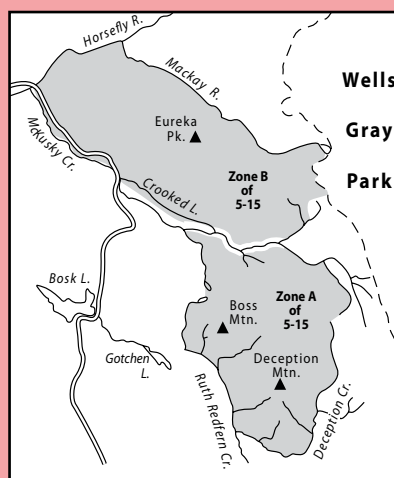 Horsefly R.
Mackay R.
Wells
Gray
Park
Eureka
Pk.
McKusky Cr.
Crooked L.
Zone B
of
5-15
Bosk L.
Zone A
of
5-15
Boss
Mtn.
Gotchen
L.
Deception
Mtn.
Ruth Redfern Cr.
Deception Cr.